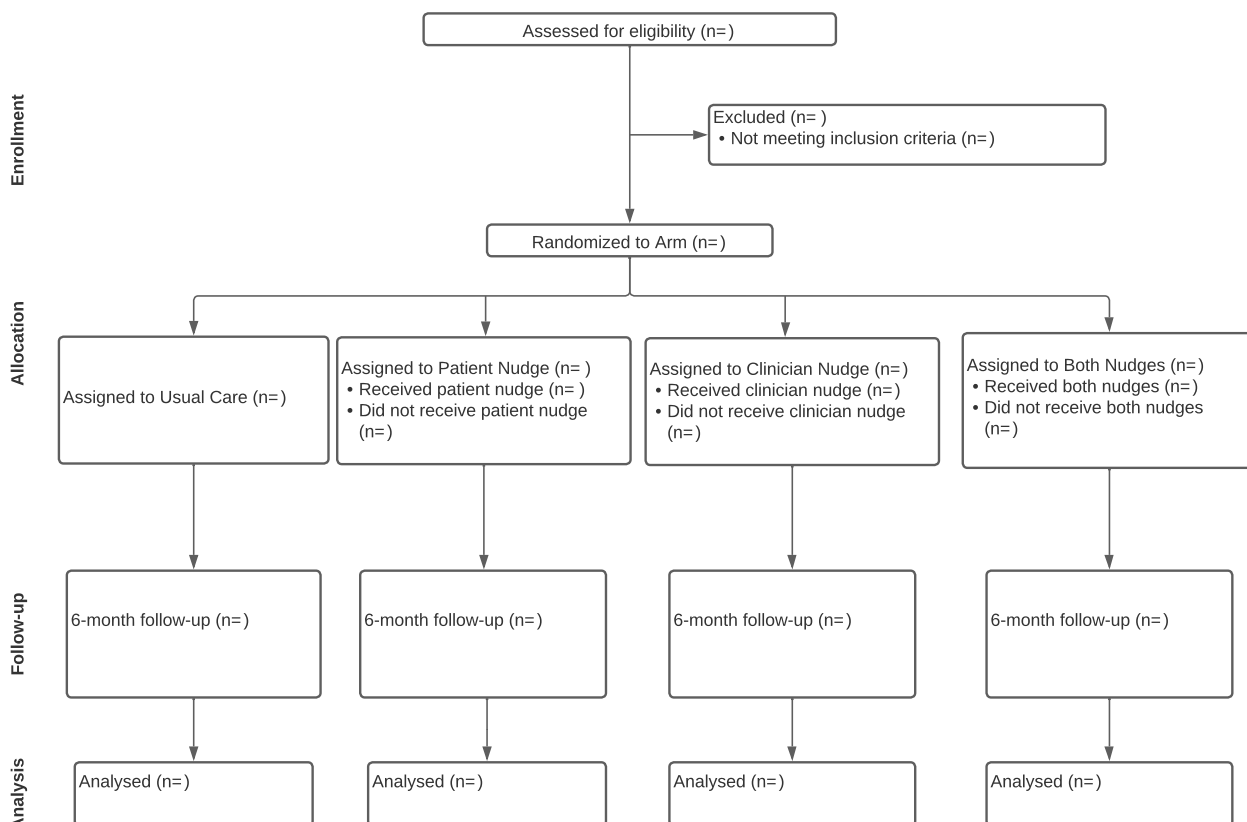 Assessed for eligibility (n=)
Enrollment
Excluded (n= )
• Not meeting inclusion criteria (n=)
Randomized to Arm (n=)
Allocation
Assigned to Usual Care (n=)
Assigned to Patient Nudge (n= )
• Received patient nudge (n= )
• Did not receive patient nudge
(n=)
Assigned to Clinician Nudge (n=)
• Received clinician nudge (n=)
• Did not receive clinician nudge
(n=)
Assigned to Both Nudges (n=)
• Received both nudges (n=)
• Did not receive both nudges
(n=)
Follow-up
6-month follow-up (n=)
6-month follow-up (n=)
6-month follow-up (n=)
6-month follow-up (n=)
Analysis
Analysed (n=)
Analysed (n=)
Analysed (n=)
Analysed (n=)